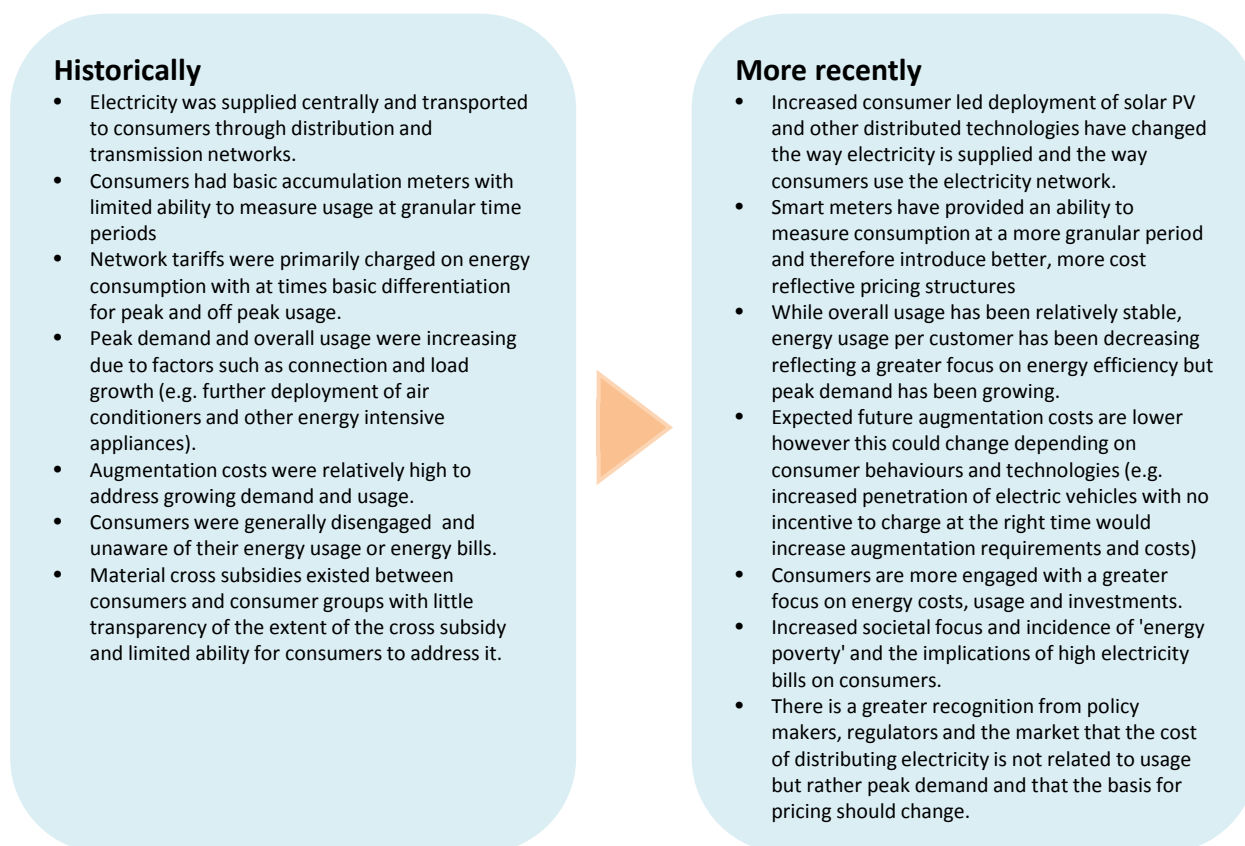 Historically
• Electricity was supplied centrally and transported
to consumers through distribution and
transmission networks.
• Consumers had basic accumulation meters with
limited ability to measure usage at granular time
periods
• Network tariffs were primarily charged on energy
consumption with at times basic differentiation
for peak and off peak usage.
• Peak demand and overall usage were increasing
due to factors such as connection and load
growth (e.g. further deployment of air
conditioners and other energy intensive
appliances).
• Augmentation costs were relatively high to
address growing demand and usage.
• Consumers were generally disengaged and
unaware of their energy usage or energy bills.
• Material cross subsidies existed between
consumers and consumer groups with little
transparency of the extent of the cross subsidy
and limited ability for consumers to address it.
More recently
• Increased consumer led deployment of solar PV
and other distributed technologies have changed
the way electricity is supplied and the way
consumers use the electricity network.
• Smart meters have provided an ability to
measure consumption at a more granular period
and therefore introduce better, more cost
reflective pricing structures
• While overall usage has been relatively stable,
energy usage per customer has been decreasing
reflecting a greater focus on energy efficiency but
peak demand has been growing.
• Expected future augmentation costs are lower
however this could change depending on
consumer behaviours and technologies (e.g.
increased penetration of electric vehicles with no
incentive to charge at the right time would
increase augmentation requirements and costs)
• Consumers are more engaged with a greater
focus on energy costs, usage and investments.
• Increased societal focus and incidence of 'energy
poverty' and the implications of high electricity
bills on consumers.
• There is a greater recognition from policy
makers, regulators and the market that the cost
of distributing electricity is not related to usage
but rather peak demand and that the basis for
pricing should change.